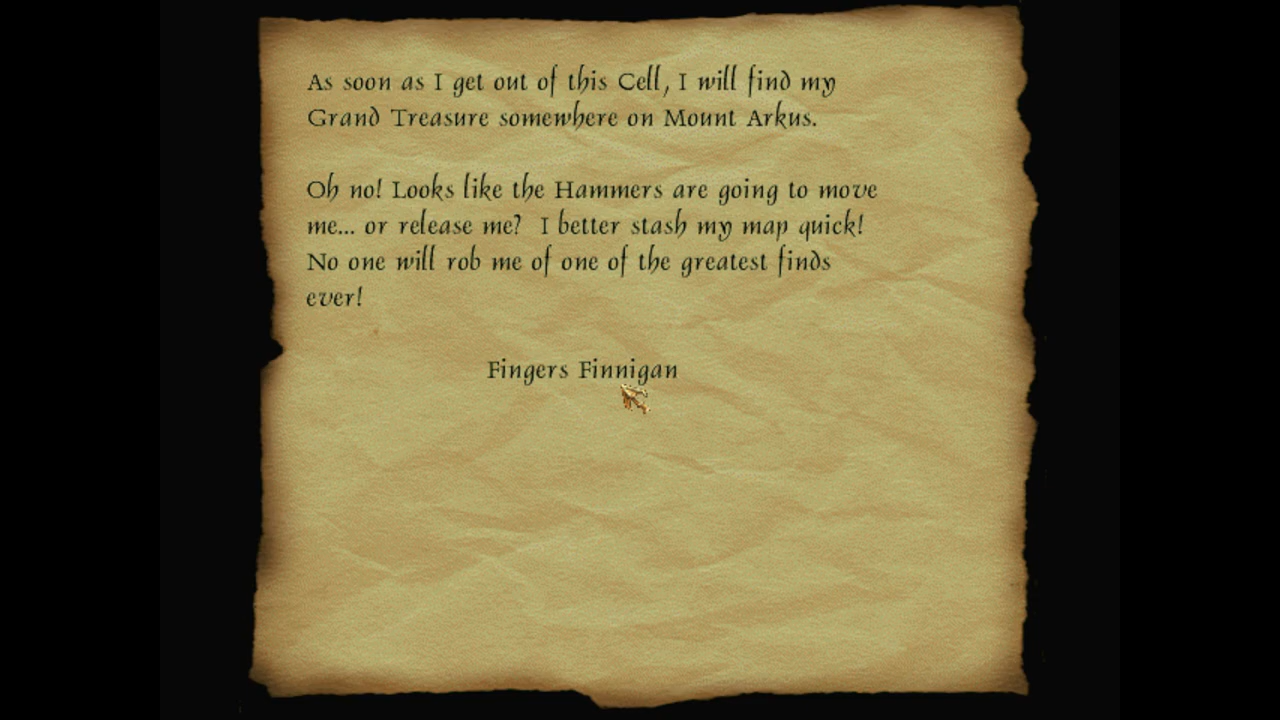 As soon as I get out of this Cell, I will find my
Grand Treasure somewhere on Mount Arkus.
Oh no! Looks like the Hammers are going to move
me... or release me?  I better stash my map quick!
No one will rob me of one of the greatest finds
ever!
Fingers Finnigan